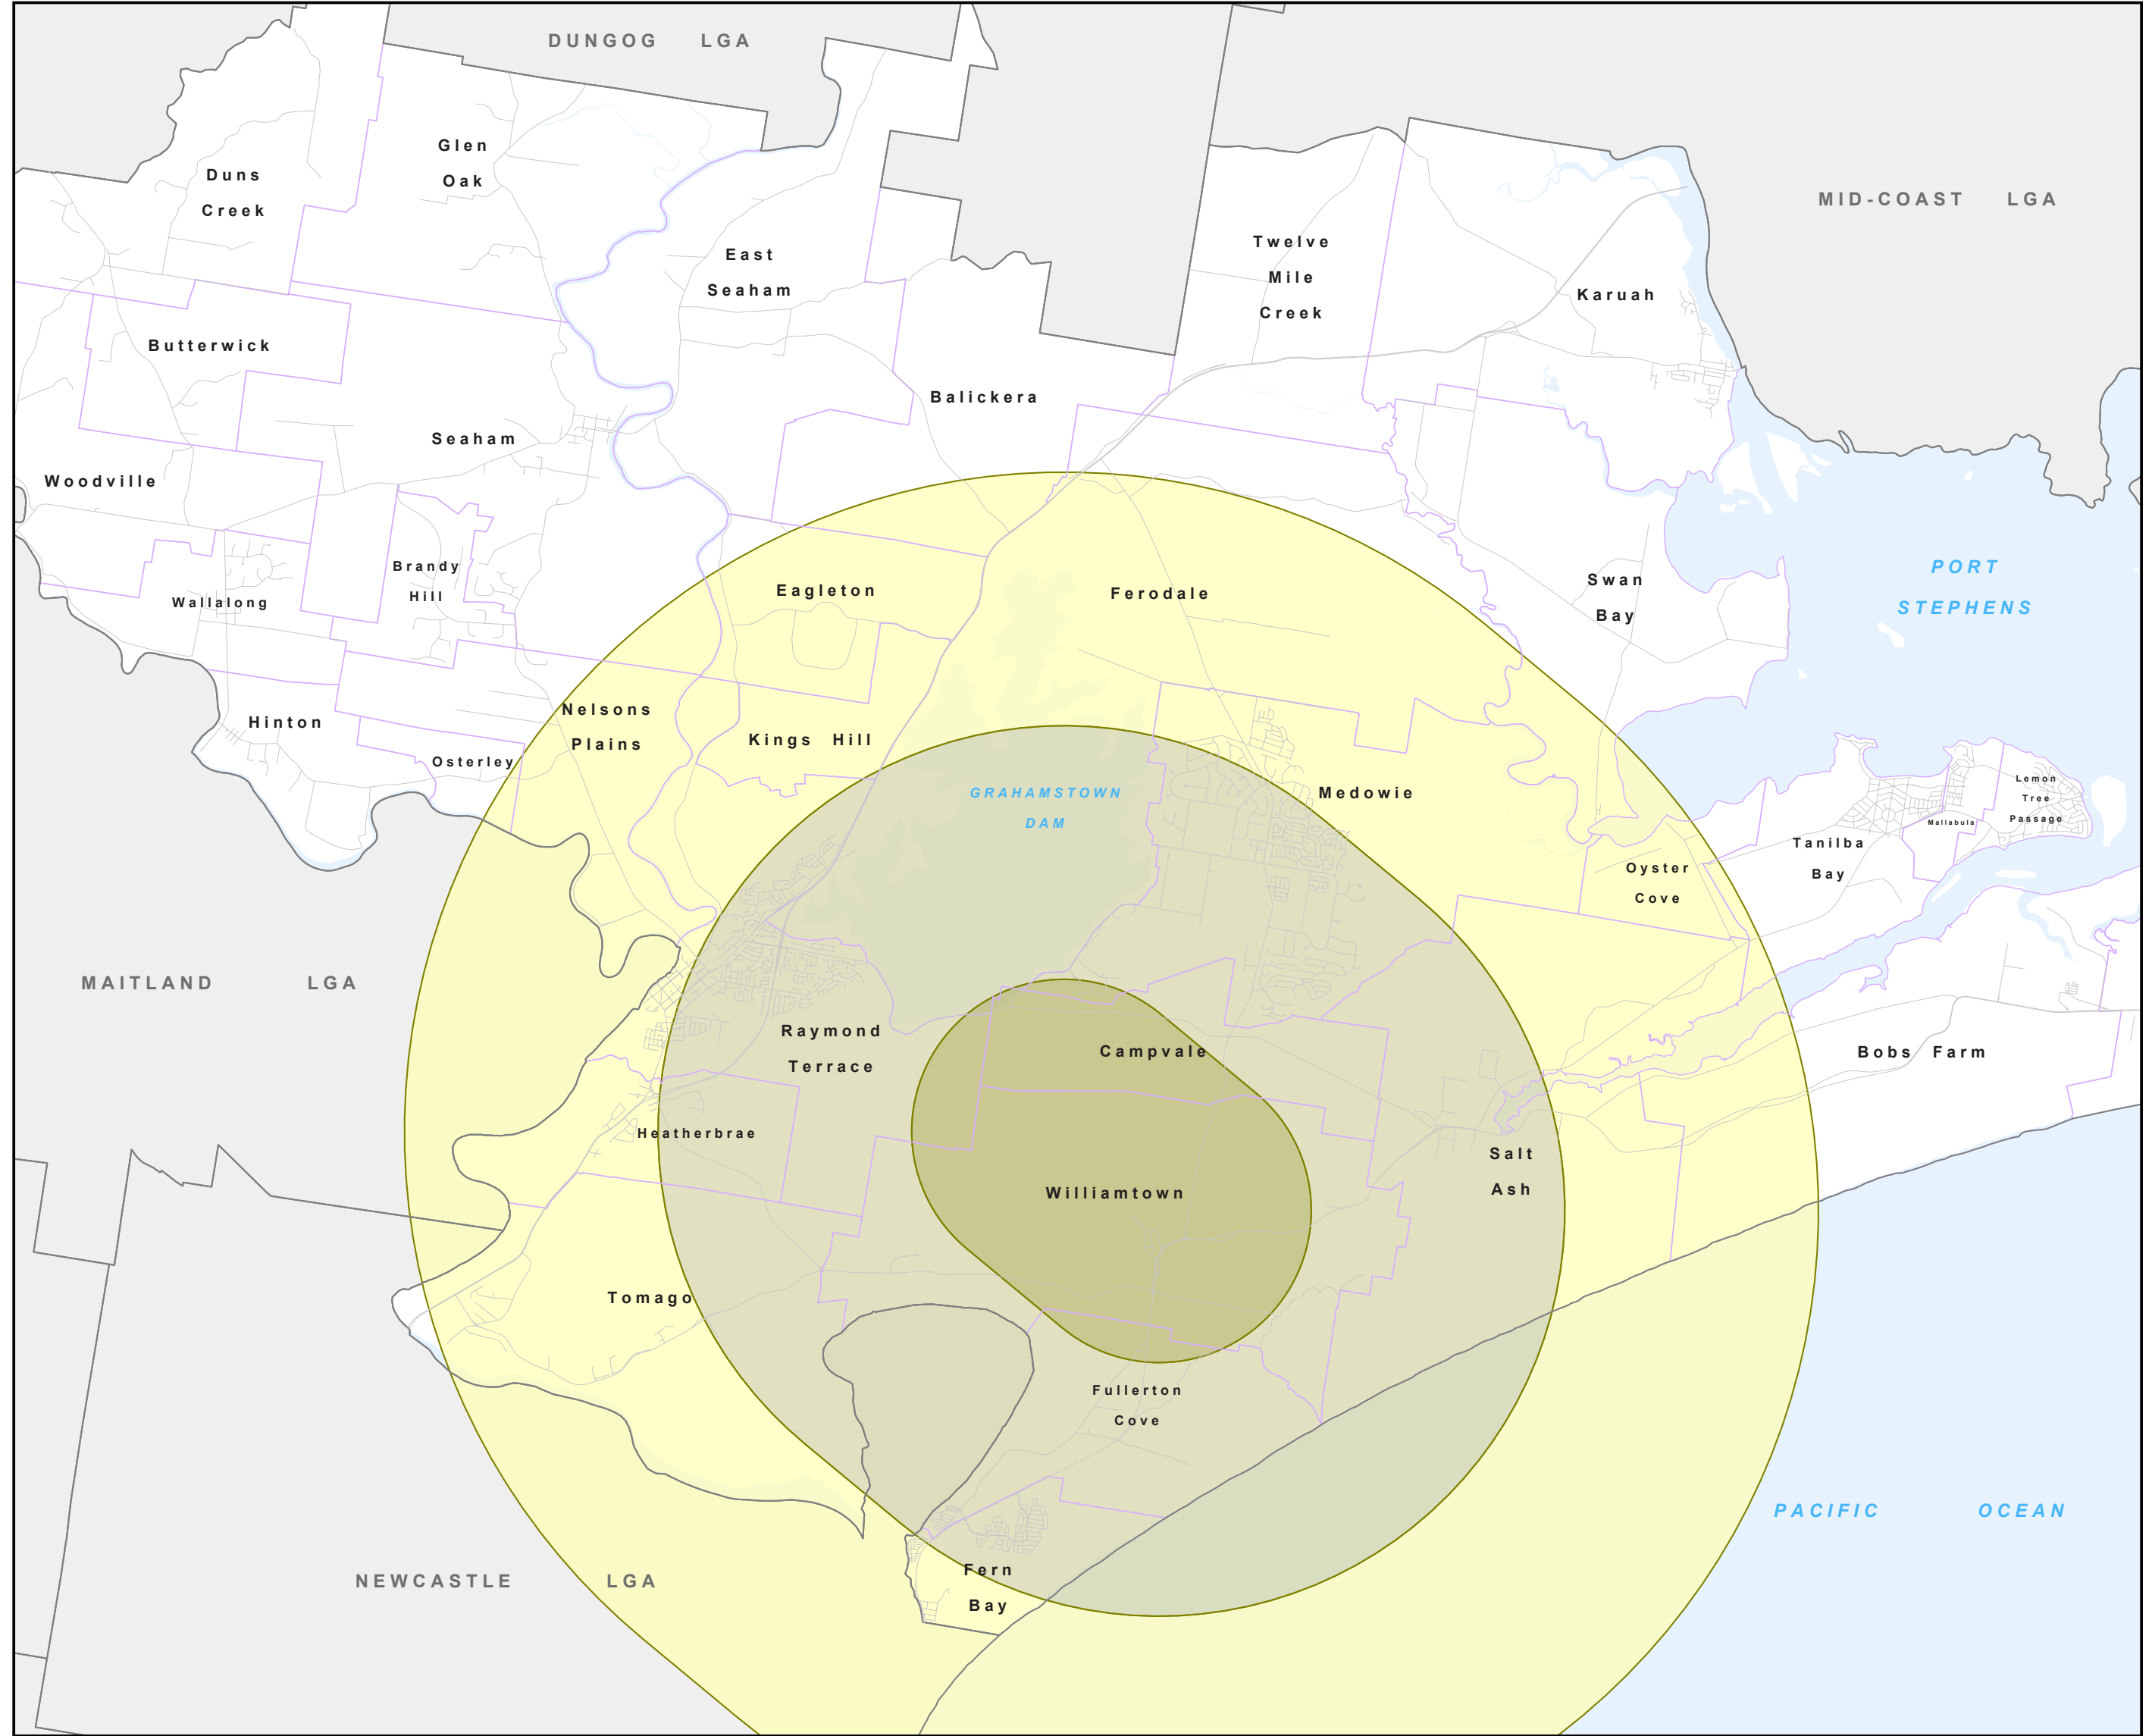 DUNGOG LGA
Glen
Oak
Duns
Creek
MID-COAST LGA
Twelve
Mile
Creek
East
Seaham
Karuah
Butterwick
Balickera
Seaham
Woodville
Brandy
Hill
Wallalong
Eagleton
Ferodale
Swan
Bay
PORT
STEPHENS
Nelsons
Plains
Hinton
Kings Hill
Osterley
GRAHAMSTOWN
DAM
Medowie
Lemon
Tree
Passage
Mallabula
Tanilba
Bay
Oyster
Cove
MAITLAND LGA
Raymond
Terrace
Campvale
Bobs Farm
Heatherbrae
Salt
Ash
Williamtown
Tomago
Fullerton
Cove
PACIFIC OCEAN
NEWCASTLE LGA
Fern
Bay